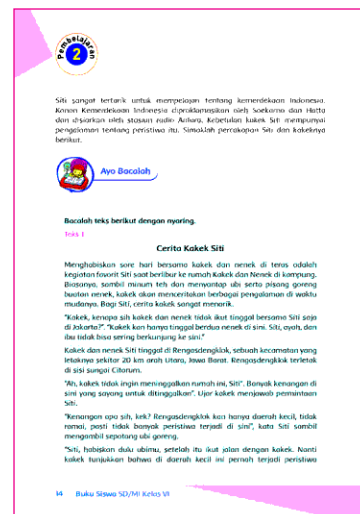 Pembelajaran
2
Siti sangat tertarik untuk mempelajari tentang kemerdekaan Indonesia.
Konon Kemerdekaan Indonesia diproklamasikan oleh Soekarno dan Hatta
dan disiarkan oleh stasiun radio Ankara. Kebetulan kakek Siti mempunyai
pengalaman tentang peristiwa itu. Simaklah percakapan Siti dan kakeknya
berikut.
Ayo Bacalah
Bacalah teks berikut dengan nyaring.
Teks 1
Cerita Kakek Siti
Menghabiskan sore hari bersama kakek dan nenek di teras adalah
kegiatan favorit Siti saat berlibur ke rumah Kakek dan Nenek di kampung.
Biasanya, sambil minum teh dan menyantap ubi serta pisang goreng
buatan nenek, kakek akan menceritakan berbagai pengalaman di waktu
mudanya. Bagi Siti, cerita kakek sangat menarik.
"Kakek, kenapa sih kakek dan nenek tidak ikut tinggal bersama Siti saja
di Jakarta?". "Kakek kan hanya tinggal berdua nenek di sini. Siti, ayah, dan
ibu tidak bisa sering berkunjung ke sini."
Kakek dan nenek Siti tinggal di Rengasdengklok, sebuah kecamatan yang
letaknya sekitar 20 km arah Utara, Jawa Barat. Rengasdengklok terletak
di sisi sungai Citarum.
"Ah, kakek tidak ingin meninggalkan rumah ini, Siti". Banyak kenangan di
sini yang sayang untuk ditinggalkan". Ujar kakek menjawab permintaan
Siti.
"Kenangan apa sih, kek? Rengasdengklok kan hanya daerah kecil, tidak
ramai, pasti tidak banyak peristiwa terjadi di sini", kata Siti sambil
mengambil sepotong ubi goreng.
"Siti, habiskan dulu ubimu, setelah itu ikut jalan dengan kakek. Nanti
kakek tunjukkan bahwa di daerah kecil ini pernah terjadi peristiwa
14 Buku Siswa SD/MI Kelas VI